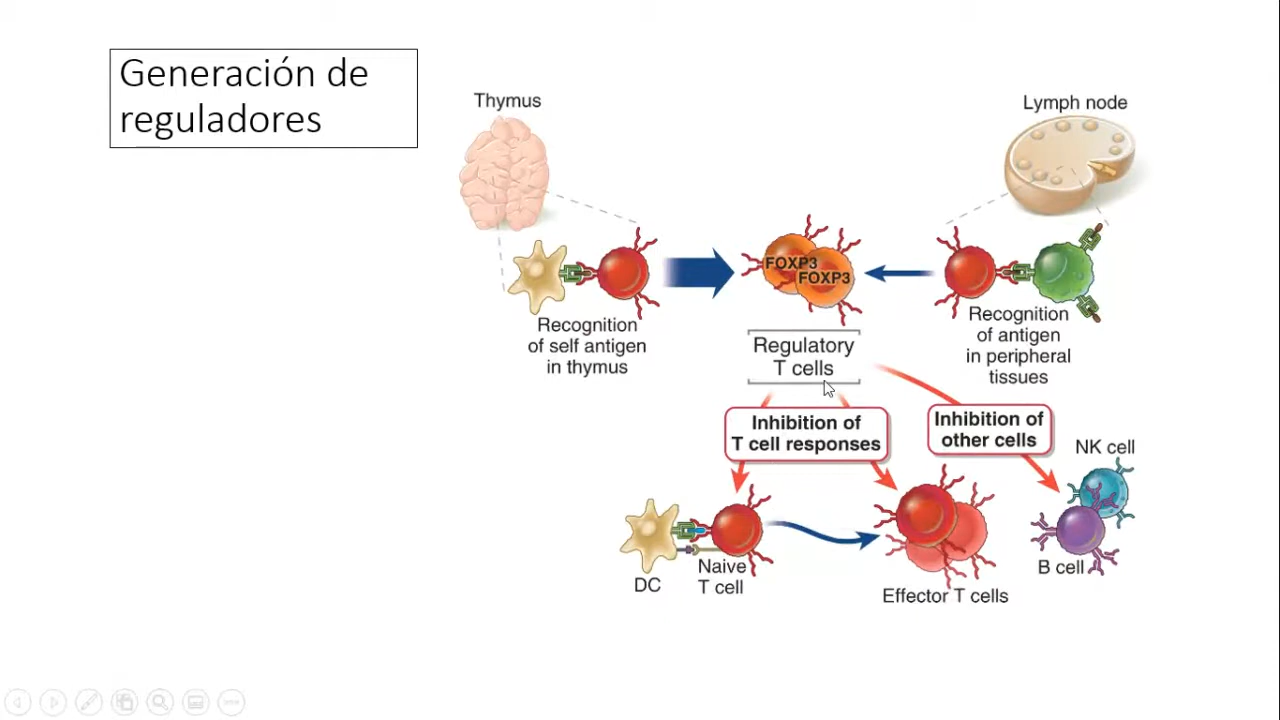 Generación de
reguladores
Thymus
Lymph node
FOXP3
FOXP3
Recognition
of self antigen
in thymus
Recognition
of antigen
in peripheral
tissues
Regulatory
T cells
Inhibition of
T cell responses
Inhibition of
other cells
NK cell
DC
Naive
T cell
B cell
Effector T cells